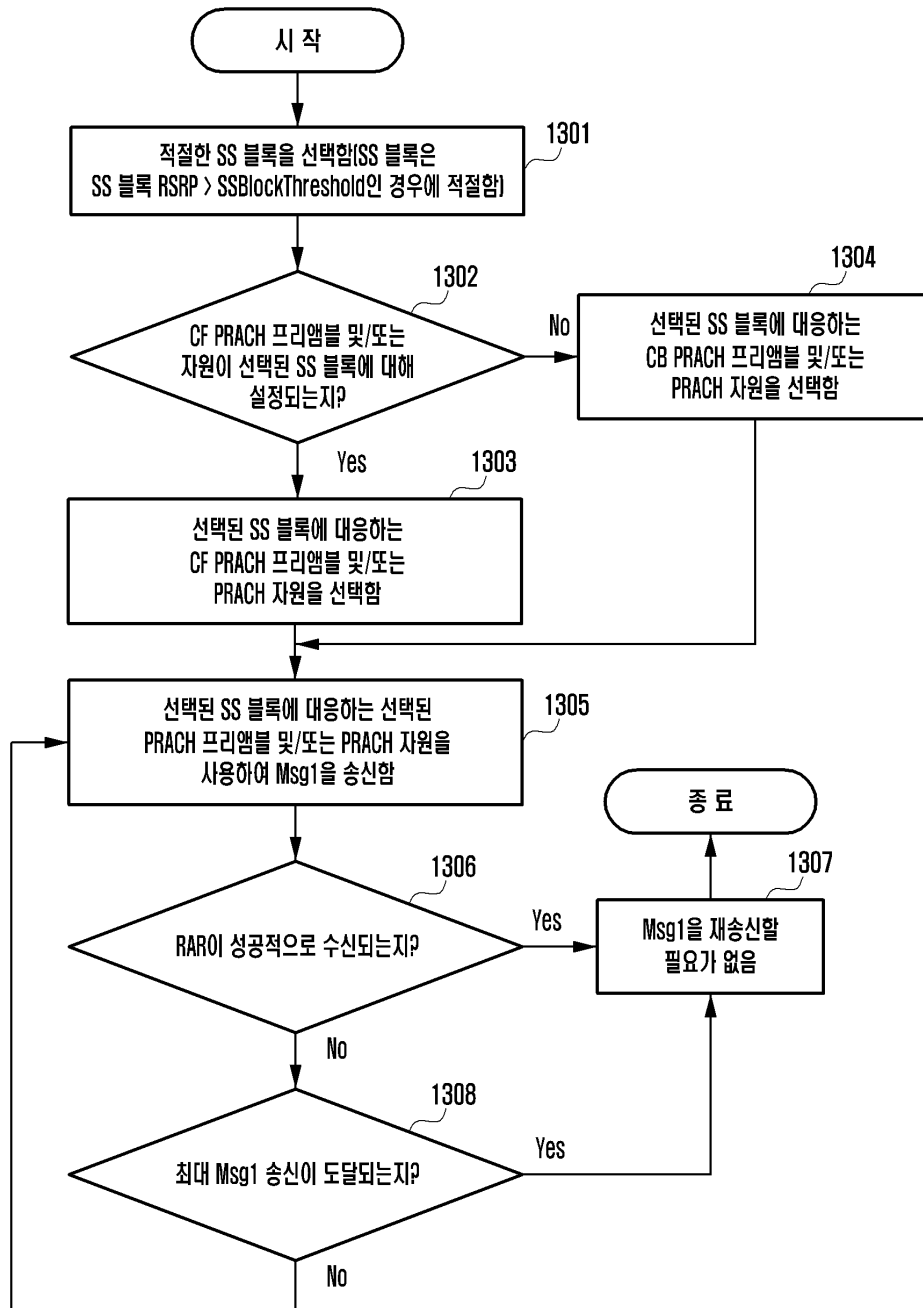 시 작
1301
적절한 SS 블록을 선택함(SS 블록은
SS 블록 RSRP > SSBlockThreshold인 경우에 적절함)
1302
CF PRACH 프리앰블 및/또는
자원이 선택된 SS 블록에 대해
설정되는지?
No
1304
선택된 SS 블록에 대응하는
CB PRACH 프리앰블 및/또는
PRACH 자원을 선택함
Yes
1303
선택된 SS 블록에 대응하는
CF PRACH 프리앰블 및/또는
PRACH 자원을 선택함
1305
선택된 SS 블록에 대응하는 선택된
PRACH 프리앰블 및/또는 PRACH 자원을
사용하여 Msg1을 송신함
종 료
1306
RAR이 성공적으로 수신되는지?
Yes
1307
Msg1을 재송신할
필요가 없음
No
1308
최대 Msg1 송신이 도달되는지?
Yes
No